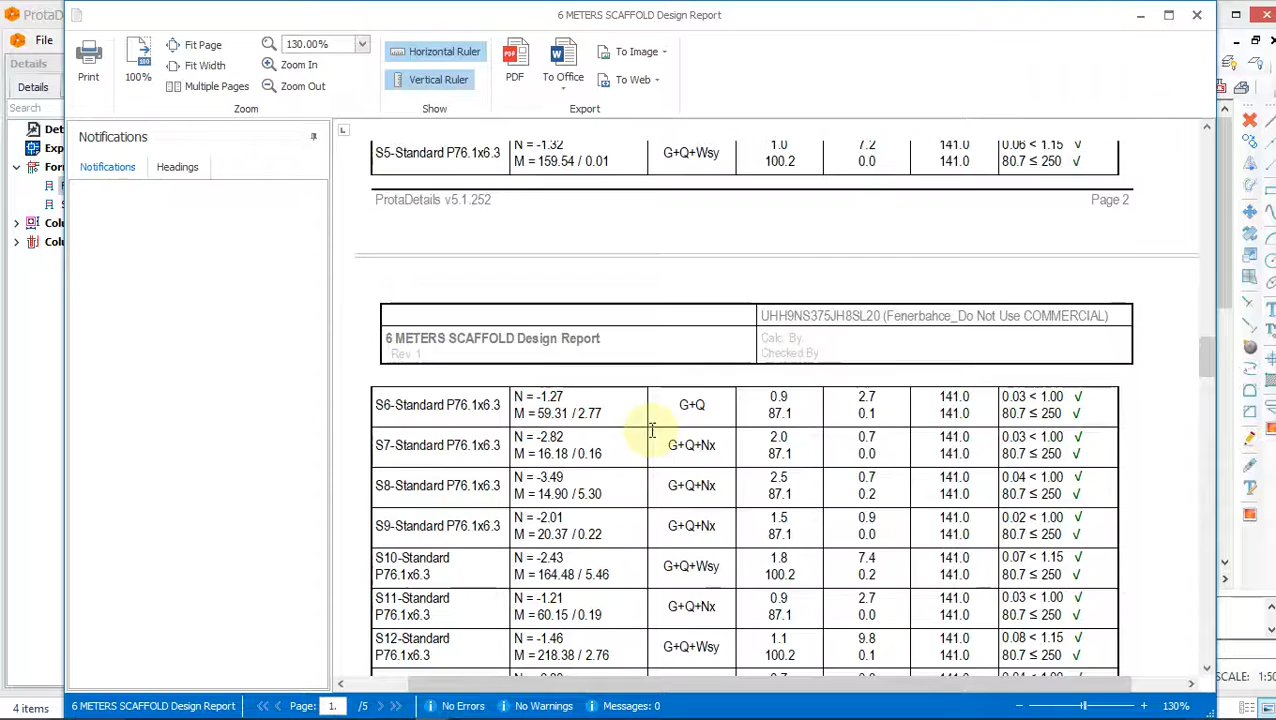 ProtaD
6 METERS SCAFFOLD Design Report
File
Details
Details
Search
Det
Exp
Form
Colu
Colu
4 items
Print
100%
Fit Page
Fit Width
Multiple Pages
130.00%
Zoom In
Zoom Out
Zoom
Horizontal Ruler
Vertical Ruler
Show
PDF
To Office
To Image
To Web
Export
Notifications
Notifications Headings
S5-Standard P76.1x6.3 N = -1.32 G+Q+Wsy 1.0 7.2 141.0 0.06 < 1.15 √
M = 159.54 / 0.01 100.2 0.0 141.0 80.7 ≤ 250 √
ProtaDetails v5.1.252 Page 2
UHH9NS375JH8SL20 (Fenerbahce_Do Not Use COMMERCIAL)
6 METERS SCAFFOLD Design Report Calc. By
Rev 1 Checked By
S6-Standard P76.1x6.3 N = -1.27 G+Q 0.9 2.7 141.0 0.03 < 1.00 √
M = 59.31 / 2.77 87.1 0.1 141.0 80.7 ≤ 250 √
S7-Standard P76.1x6.3 N = -2.82 G+Q+Nx 2.0 0.7 141.0 0.03 < 1.00 √
M = 16.18 / 0.16 87.1 0.0 141.0 80.7 ≤ 250 √
S8-Standard P76.1x6.3 N = -3.49 G+Q+Nx 2.5 0.7 141.0 0.04 < 1.00 √
M = 14.90 / 5.30 87.1 0.2 141.0 80.7 ≤ 250 √
S9-Standard P76.1x6.3 N = -2.01 G+Q+Nx 1.5 0.9 141.0 0.02 < 1.00 √
M = 20.37 / 0.22 87.1 0.0 141.0 80.7 ≤ 250 √
S10-Standard N = -2.43 G+Q+Wsy 1.8 7.4 141.0 0.07 < 1.15 √
P76.1x6.3 M = 164.48 / 5.46 100.2 0.2 141.0 80.7 ≤ 250 √
S11-Standard N = -1.21 G+Q+Nx 0.9 2.7 141.0 0.03 < 1.00 √
P76.1x6.3 M = 60.15 / 0.19 87.1 0.0 141.0 80.7 ≤ 250 √
S12-Standard N = -1.46 G+Q+Wsy 1.1 9.8 141.0 0.08 < 1.15 √
P76.1x6.3 M = 218.38 / 2.76 100.2 0.1 141.0 80.7 ≤ 250 √
6 METERS SCAFFOLD Design Report Page: 1. /5 No Errors No Warnings Messages: 0 130%
SCALE: 1:50